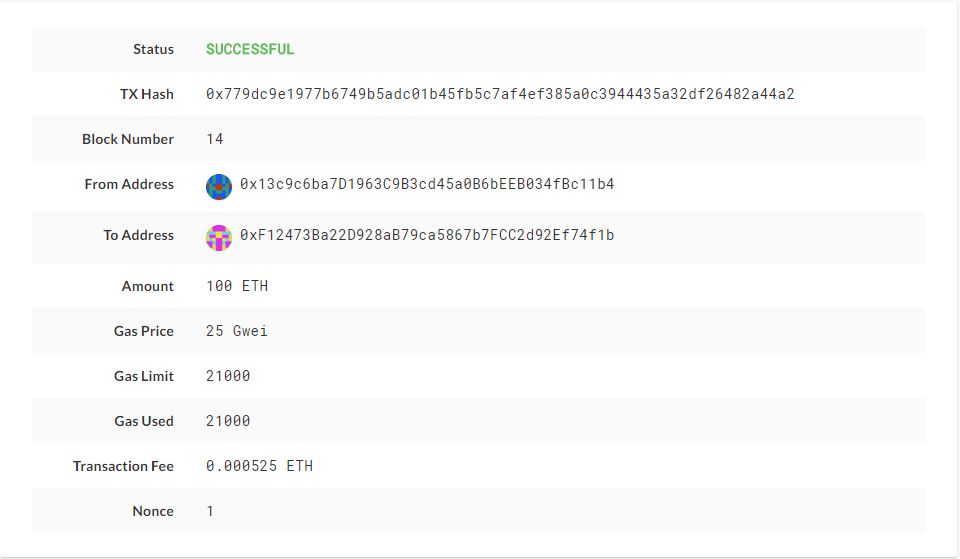 Status SUCCESSFUL
TX Hash 0x779dc9e1977b6749b5adc01b45fb5c7af4ef385a0c3944435a32df26482a44a2
Block Number 14
From Address 0x13c9c6ba7D1963C9B3cd45a0B6bEEB034fBc11b4
To Address 0xF12473Ba22D928aB79ca5867b7FCC2d92Ef74f1b
Amount 100 ETH
Gas Price 25 Gwei
Gas Limit 21000
Gas Used 21000
Transaction Fee 0.000525 ETH
Nonce 1